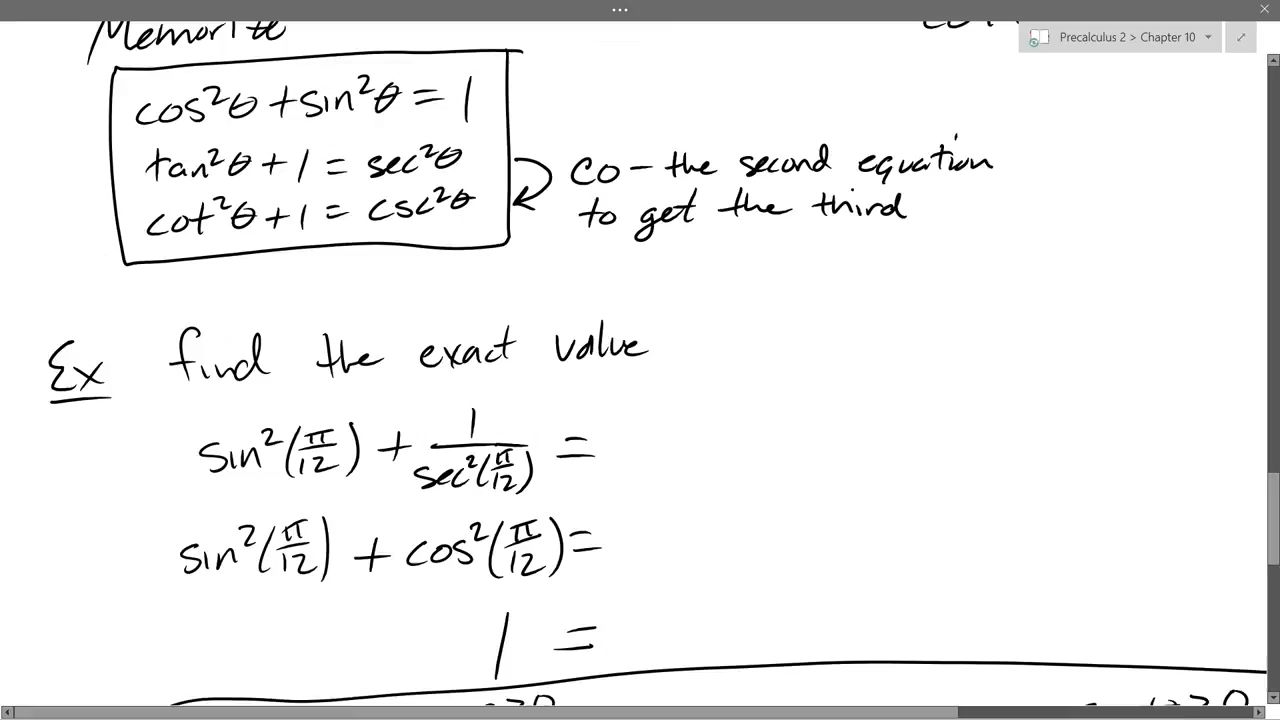 ...
Memorize
Precalculus 2 > Chapter 10
cos²θ + sin²θ = 1
tan²θ + 1 = sec²θ
cot²θ + 1 = csc²θ
co - the second equation
to get the third
Ex find the exact value
sin²(π/12) + 1/sec²(π/12) =
sin²(π/12) + cos²(π/12) =
1 =